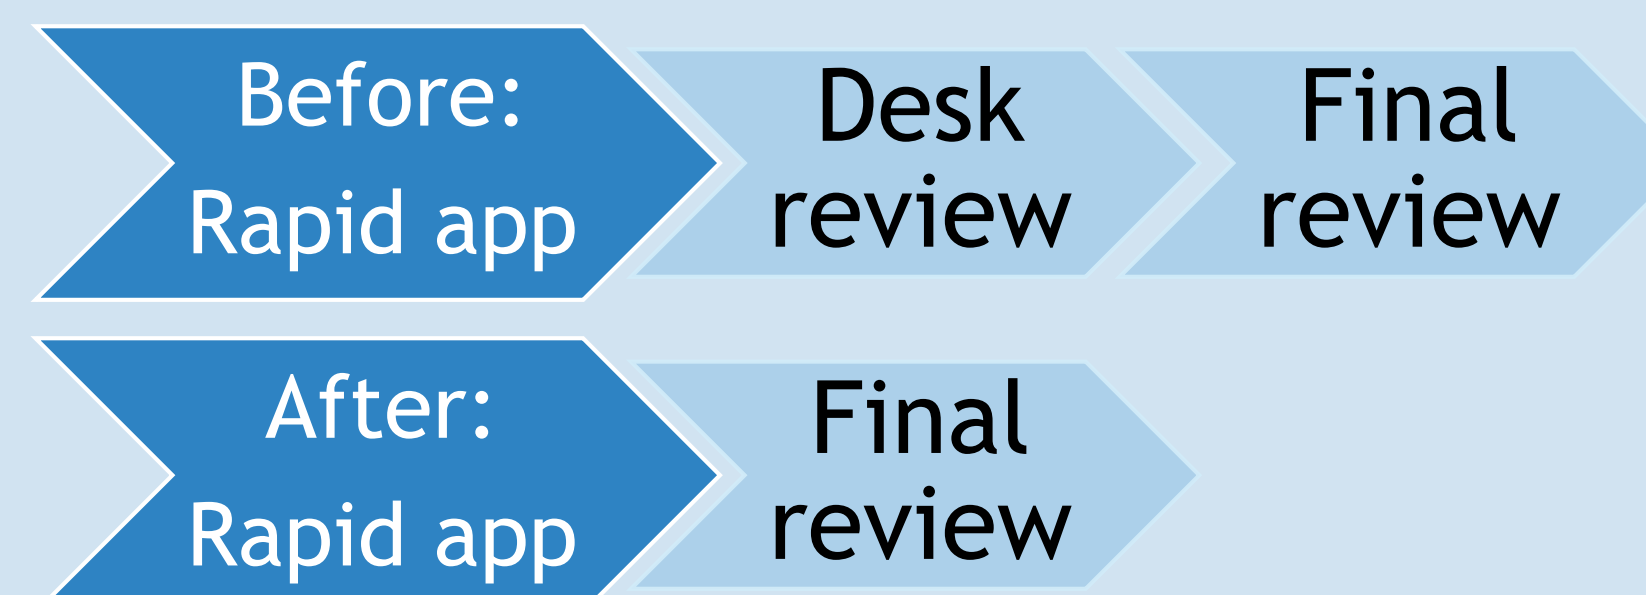 Before:
Rapid app
Desk
review
Final
review
After:
Rapid app
Final
review